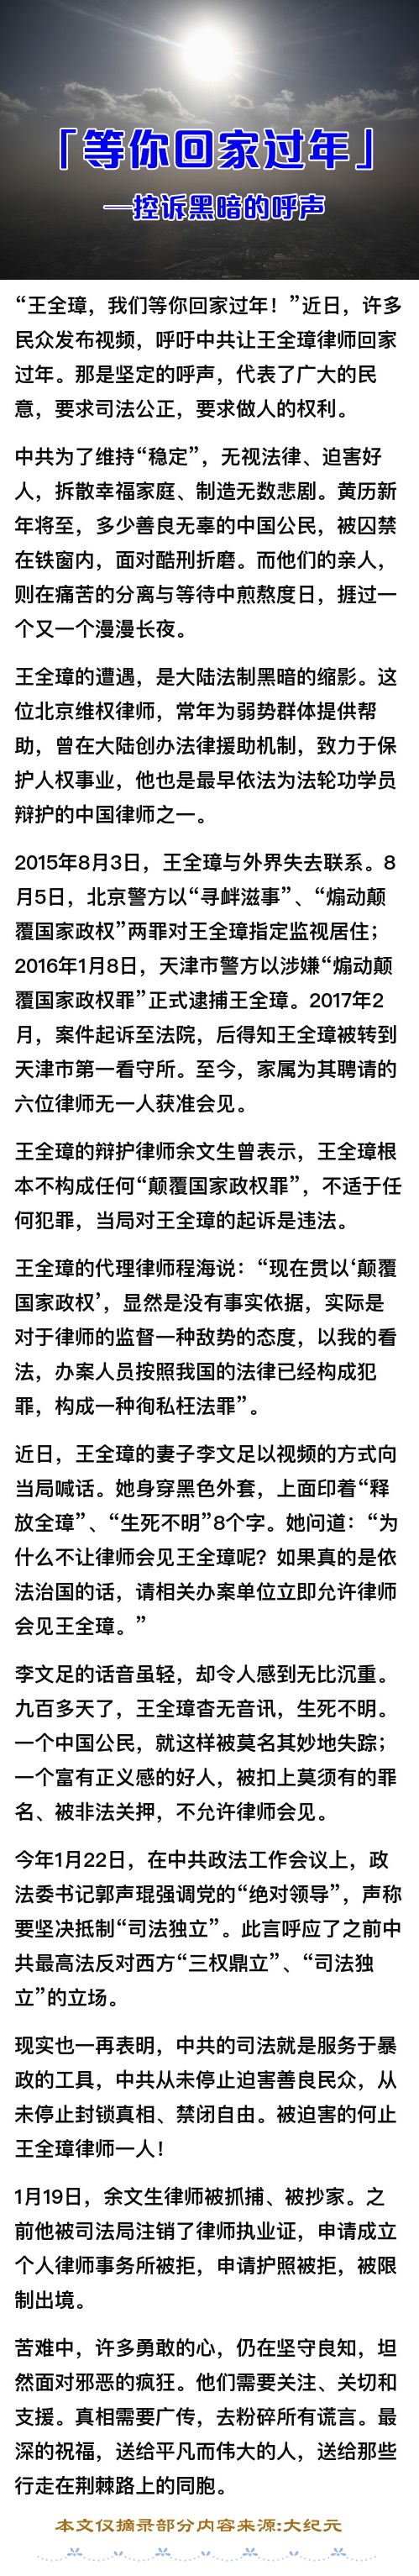 「等你回家过年」
—控诉黑暗的呼声
“王全璋，我们等你回家过年！”近日，许多
民众发布视频，呼吁中共让王全璋律师回家
过年。那是坚定的呼声，代表了广大的民
意，要求司法公正，要求做人的权利。
中共为了维持“稳定”，无视法律、迫害好
人，拆散幸福家庭、制造无数悲剧。黄历新
年将至，多少善良无辜的中国公民，被囚禁
在铁窗内，面对酷刑折磨。而他们的亲人，
则在痛苦的分离与等待中煎熬度日，捱过一
个又一个漫漫长夜。
王全璋的遭遇，是大陆法制黑暗的缩影。这
位北京维权律师，常年为弱势群体提供帮
助，曾在大陆创办法律援助机制，致力于保
护人权事业，他也是最早依法为法轮功学员
辩护的中国律师之一。
2015年8月3日，王全璋与外界失去联系。8
月5日，北京警方以“寻衅滋事”、“煽动颠
覆国家政权”两罪对王全璋指定监视居住；
2016年1月8日，天津市警方以涉嫌“煽动颠
覆国家政权罪”正式逮捕王全璋。2017年2
月，案件起诉至法院，后得知王全璋被转到
天津市第一看守所。至今，家属为其聘请的
六位律师无一人获准会见。
王全璋的辩护律师余文生曾表示，王全璋根
本不构成任何“颠覆国家政权罪”，不适于任
何犯罪，当局对王全璋的起诉是违法。
王全璋的代理律师程海说：“现在贯以‘颠覆
国家政权’，显然是没有事实依据，实际是
对于律师的监督一种敌势的态度，以我的看
法，办案人员按照我国的法律已经构成犯
罪，构成一种徇私枉法罪”。
近日，王全璋的妻子李文足以视频的方式向
当局喊话。她身穿黑色外套，上面印着“释
放全璋”、“生死不明”8个字。她问道：“为
什么不让律师会见王全璋呢？如果真的是依
法治国的话，请相关办案单位立即允许律师
会见王全璋。”
李文足的话音虽轻，却令人感到无比沉重。
九百多天了，王全璋杳无音讯，生死不明。
一个中国公民，就这样被莫名其妙地失踪；
一个富有正义感的好人，被扣上莫须有的罪
名、被非法关押，不允许律师会见。
今年1月22日，在中共政法工作会议上，政
法委书记郭声琨强调党的“绝对领导”，声称
要坚决抵制“司法独立”。此言呼应了之前中
共最高法反对西方“三权鼎立”、“司法独
立”的立场。
现实也一再表明，中共的司法就是服务于暴
政的工具，中共从未停止迫害善良民众，从
未停止封锁真相、禁闭自由。被迫害的何止
王全璋律师一人！
1月19日，余文生律师被抓捕、被抄家。之
前他被司法局注销了律师执业证，申请成立
个人律师事务所被拒，申请护照被拒，被限
制出境。
苦难中，许多勇敢的心，仍在坚守良知，坦
然面对邪恶的疯狂。他们需要关注、关切和
支援。真相需要广传，去粉碎所有谎言。最
深的祝福，送给平凡而伟大的人，送给那些
行走在荆棘路上的同胞。
本文仅摘录部分内容来源:大纪元